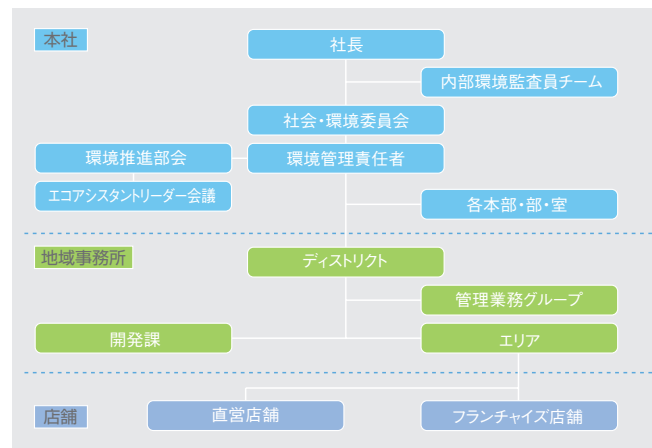 本社
社長
内部環境監査員チーム
社会・環境委員会
環境推進部会
環境管理責任者
エコアシスタントリーダー会議
各本部・部・室
地域事務所
ディストリクト
管理業務グループ
開発課
エリア
店舗
直営店舗
フランチャイズ店舗